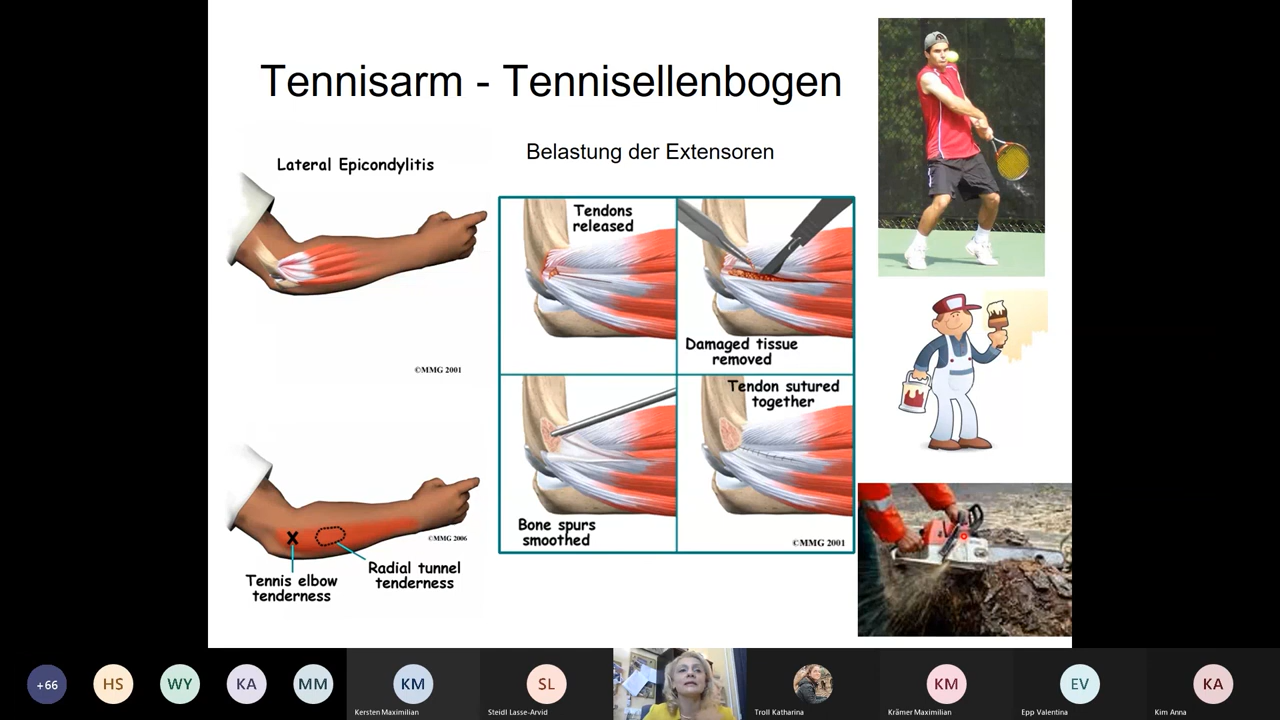 Tennisarm - Tennisellenbogen
Lateral Epicondylitis
Belastung der Extensoren
©MMG 2001
Tendons
released
Damaged tissue
removed
Bone spurs
smoothed
Tendon sutured
together
©MMG 2001
©MMG 2006
Tennis elbow
tenderness
Radial tunnel
tenderness
+66
HS
WY
KA
MM
KM
Kersten Maximilian
SL
Steidl Lasse-Arvid
Troll Katharina
KM
Krämer Maximilian
EV
Epp Valentina
KA
Kim Anna